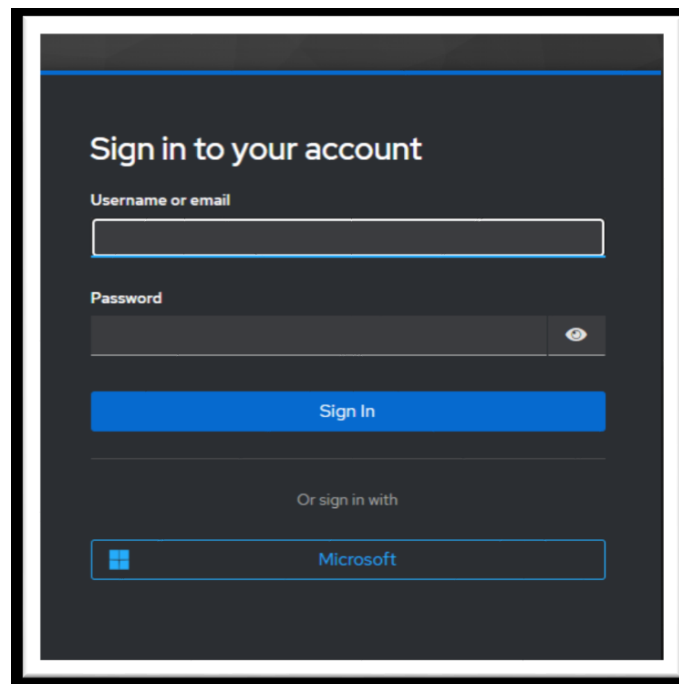 Sign in to your account
Username or email
Password
Sign In
Or sign in with
Microsoft